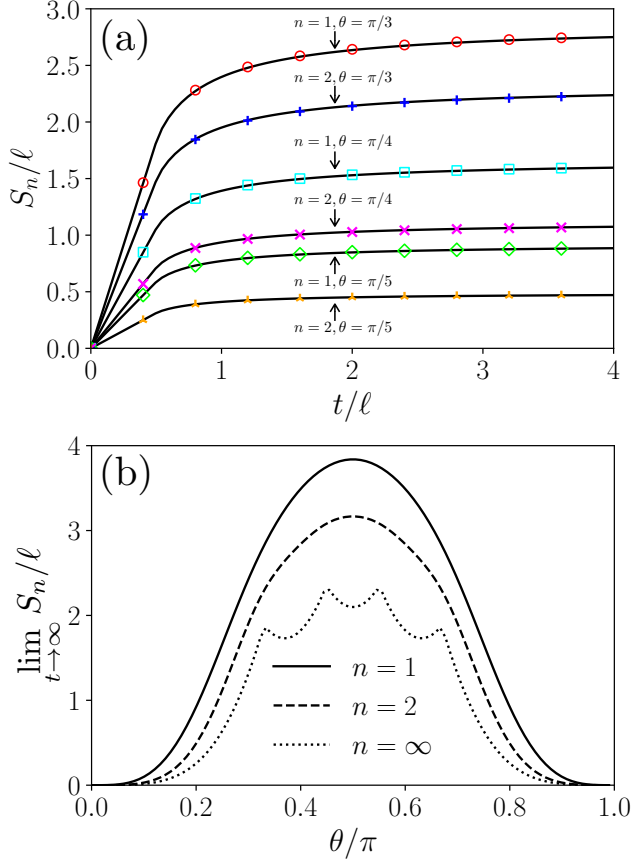 (a)
3.0
2.5
2.0
1.5
1.0
0.5
0.0
S_n/ℓ
n = 1, θ = π/3
n = 2, θ = π/3
n = 1, θ = π/4
n = 2, θ = π/4
n = 1, θ = π/5
n = 2, θ = π/5
0 1 2 3 4
t/ℓ
(b)
4
3
2
1
0
lim S_n/ℓ
t→∞
n = 1
n = 2
n = ∞
0.0 0.2 0.4 0.6 0.8 1.0
θ/π